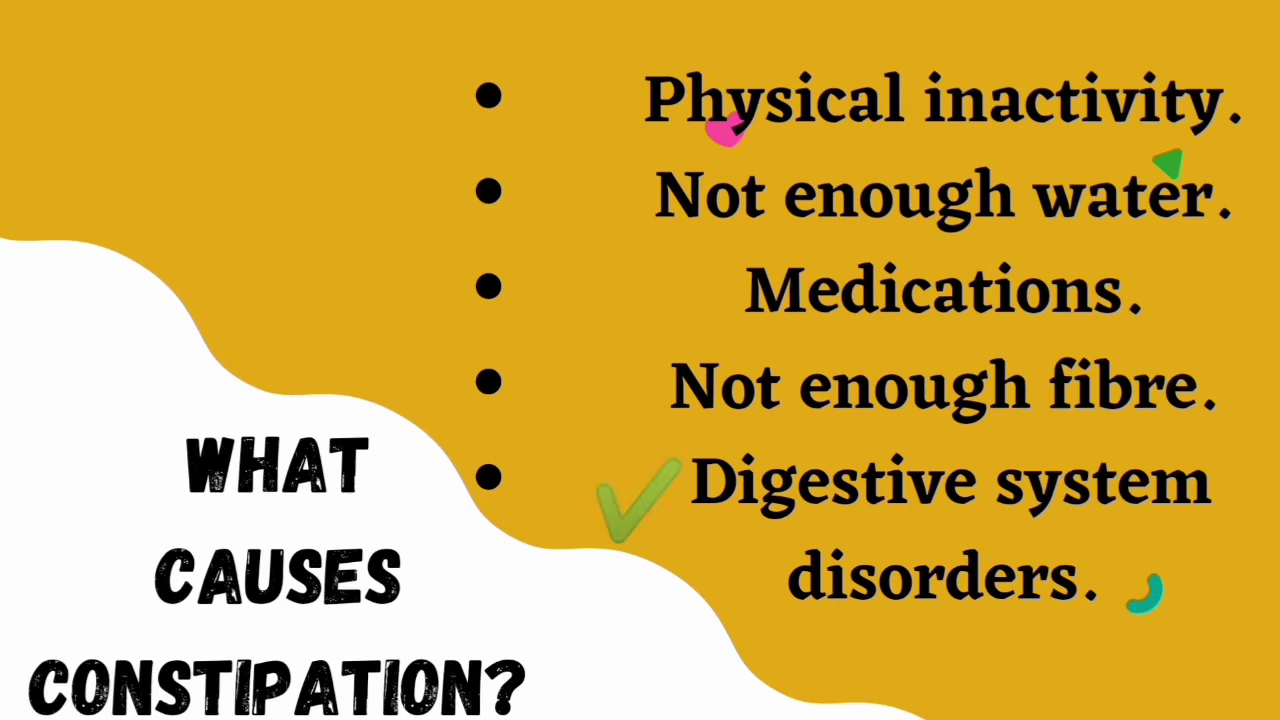 • Physical inactivity.
• Not enough water.
• Medications.
• Not enough fibre.
• Digestive system
disorders.
WHAT
CAUSES
CONSTIPATION?